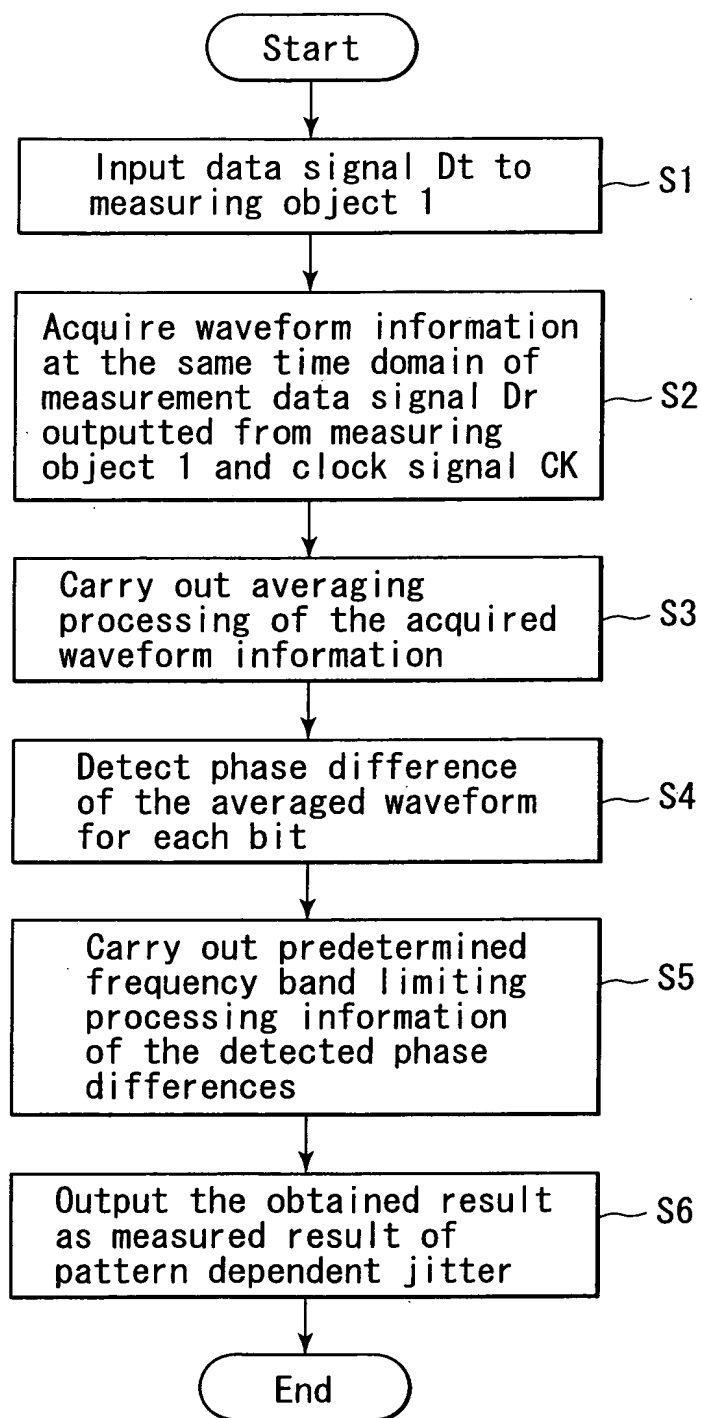 Start
Input data signal Dt to
measuring object 1
S1
Acquire waveform information
at the same time domain of
measurement data signal Dr
outputted from measuring
object 1 and clock signal CK
S2
Carry out averaging
processing of the acquired
waveform information
S3
Detect phase difference
of the averaged waveform
for each bit
S4
Carry out predetermined
frequency band limiting
processing information
of the detected phase
differences
S5
Output the obtained result
as measured result of
pattern dependent jitter
S6
End